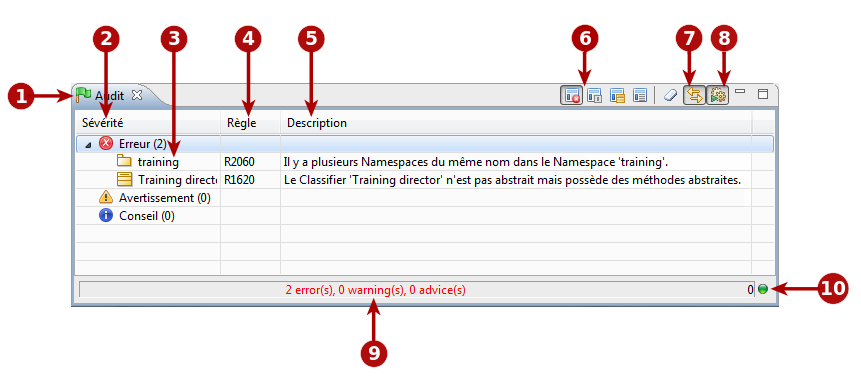 2 3 4 5 6 7 8
1 Audit
Sévérité Règle Description
Erreur (2)
training R2060 Il y a plusieurs Namespaces du même nom dans le Namespace 'training'.
Training directo R1620 Le Classifier 'Training director' n'est pas abstrait mais possède des méthodes abstraites.
Avertissement (0)
Conseil (0)
2 error(s), 0 warning(s), 0 advice(s) 0 10
9